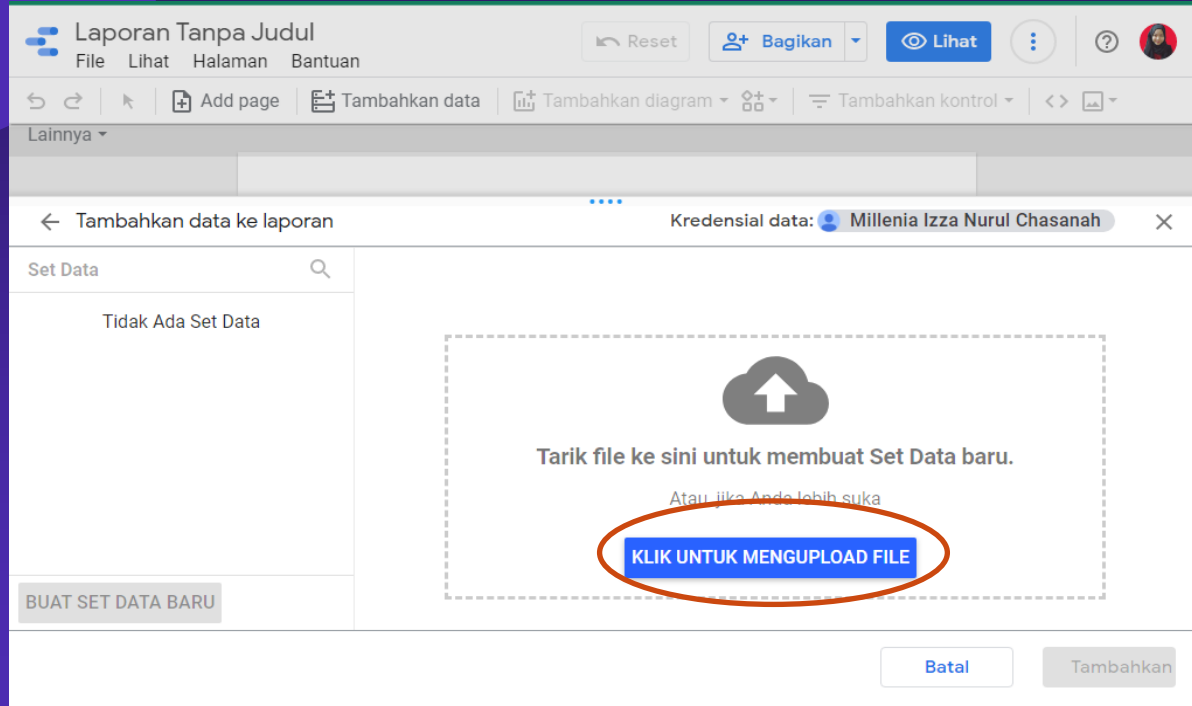 Laporan Tanpa Judul
File Lihat Halaman Bantuan
Reset
Bagikan
Lihat
Add page
Tambahkan data
Tambahkan diagram
Tambahkan kontrol
Lainnya
Tambahkan data ke laporan
Kredensial data: Millenia Izza Nurul Chasanah
Set Data
Tidak Ada Set Data
Tarik file ke sini untuk membuat Set Data baru.
Atau, jika Anda lebih suka
KLIK UNTUK MENGUPLOAD FILE
BUAT SET DATA BARU
Batal
Tambahkan